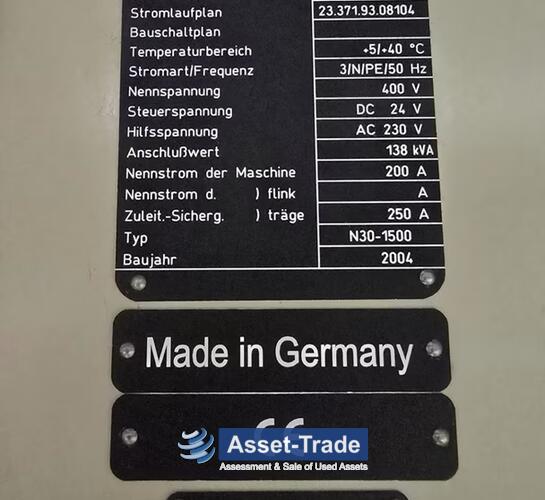 Stromlaufplan 23.371.93.08104
Bauschaltplan
Temperaturbereich +5/+40 °C
Stromart/Frequenz 3/N/PE/50 Hz
Nennspannung 400 V
Steuerspannung DC 24 V
Hilfsspannung AC 230 V
Anschlußwert 138 kVA
Nennstrom der Maschine 200 A
Nennstrom d. ) flink A
Zuleit.-Sicherg. ) träge 250 A
Typ N30-1500
Baujahr 2004
Made in Germany
CE
Asset-Trade
Assessment & Sale of Used Assets